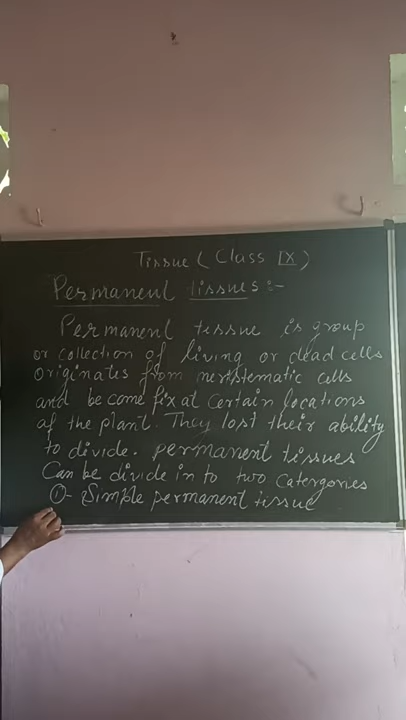 Tissue ( Class IX )
Permanent tissues :-
Permanent tissue is group
or collection of living or dead cells
originates from meristematic cells
and become fix at certain locations
of the plant. They lost their ability
to divide. permanent tissues
Can be divide in to two Catergories
①- Simple permanent tissue